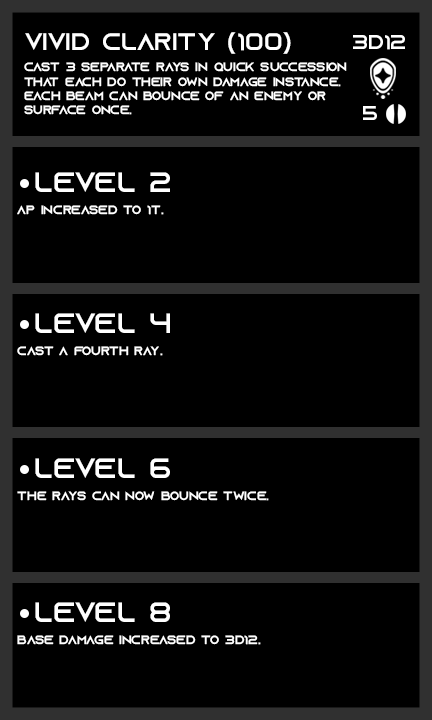 VIVID CLARITY (100)
3D12
CAST 3 SEPARATE RAYS IN QUICK SUCCESSION
THAT EACH DO THEIR OWN DAMAGE INSTANCE.
EACH BEAM CAN BOUNCE OF AN ENEMY OR
SURFACE ONCE.
5
•LEVEL 2
AP INCREASED TO 1T.
•LEVEL 4
CAST A FOURTH RAY.
•LEVEL 6
THE RAYS CAN NOW BOUNCE TWICE.
•LEVEL 8
BASE DAMAGE INCREASED TO 3D12.